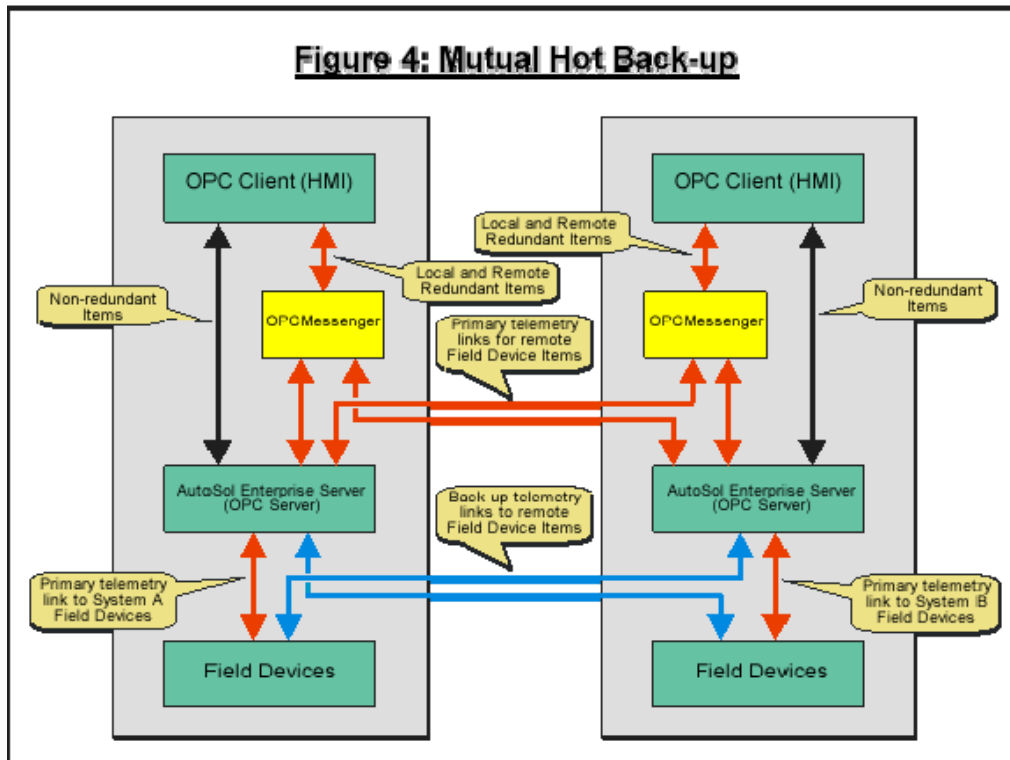 Figure 4: Mutual Hot Back-up
OPC Client (HMI)
OPC Client (HMI)
Local and Remote
Redundant Items
Non-redundant
Items
Local and Remote
Redundant Items
Non-redundant
Items
OPCMessenger
Primary telemetry
links for remote
Field Device Items
OPCMessenger
AutoSol Enterprise Server
(OPC Server)
Back up telemetry
links to remote
Field Device Items
AutoSol Enterprise Server
(OPC Server)
Primary telemetry
link to System A
Field Devices
Primary telemetry
link to System B
Field Devices
Field Devices
Field Devices